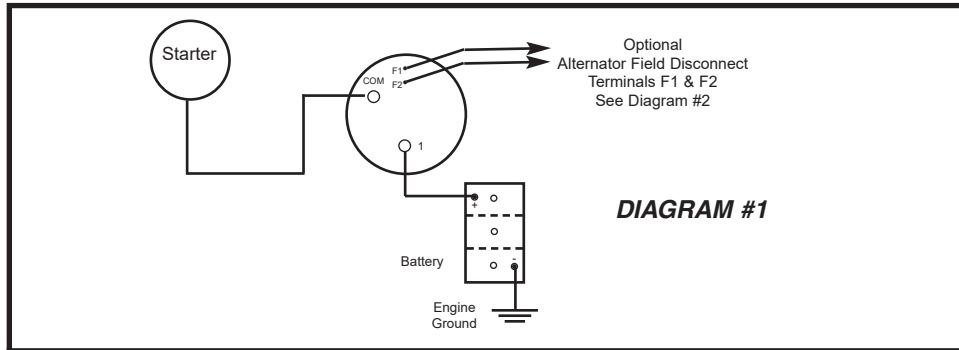 Starter
COM
F1
F2
1
Optional
Alternator Field Disconnect
Terminals F1 & F2
See Diagram #2
DIAGRAM #1
+
Battery
-
Engine
Ground